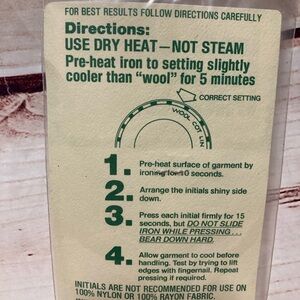 FOR BEST RESULTS FOLLOW DIRECTIONS CAREFULLY
Directions:
USE DRY HEAT—NOT STEAM
Pre-heat iron to setting slightly
cooler than "wool" for 5 minutes
CORRECT SETTING
WOOL COT LIN
1. Pre-heat surface of garment by
ironing for 10 seconds.
2. Arrange the initials shiny side
down.
3. Press each initial firmly for 15
seconds, but DO NOT SLIDE
IRON WHILE PRESSING...
BEAR DOWN HARD.
4. Allow garment to cool before
handling. Test by trying to lift
edges with fingernail. Repeat
pressing if required.
INITIALS ARE NOT RECOMMENDED FOR USE ON
100% NYLON OR 100% RAYON FABRIC.